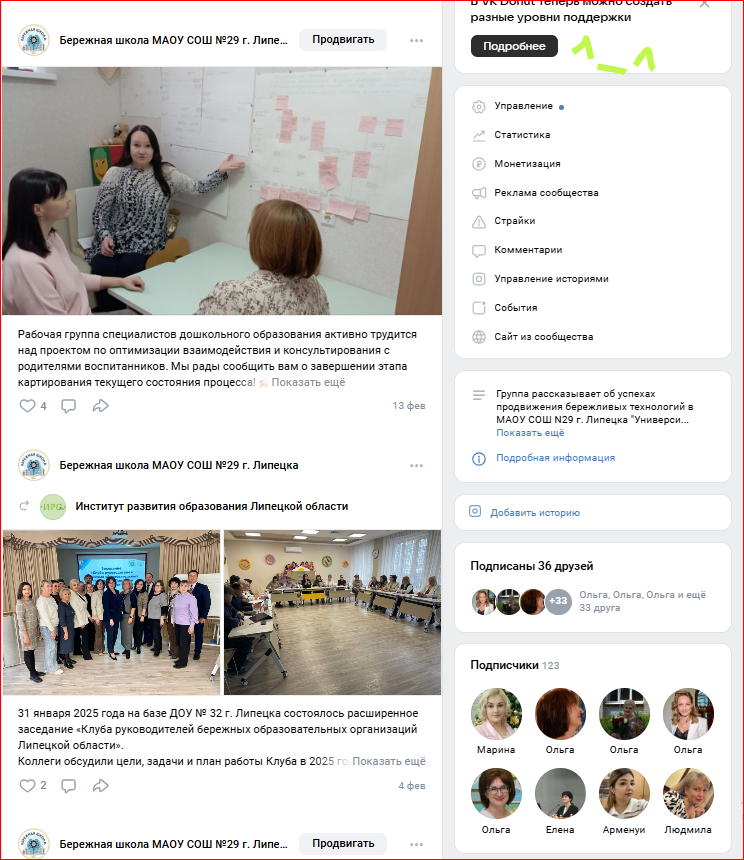 Бережная школа МАОУ СОШ №29 г. Липе...
Продвигать
Рабочая группа специалистов дошкольного образования активно трудится
над проектом по оптимизации взаимодействия и консультирования с
родителями воспитанников. Мы рады сообщить вам о завершении этапа
картирования текущего состояния процесса! Показать ещё
4
13 фев
Бережная школа МАОУ СОШ №29 г. Липецка
ИРО
Институт развития образования Липецкой области
31 января 2025 года на базе ДОУ № 32 г. Липецка состоялось расширенное
заседание «Клуба руководителей бережных образовательных организаций
Липецкой области».
Коллеги обсудили цели, задачи и план работы Клуба в 2025 го Показать ещё
2
4 фев
Бережная школа МАОУ СОШ №29 г. Липе...
Продвигать
В VK Donut теперь можно создать
разные уровни поддержки
Подробнее
Управление
Статистика
Монетизация
Реклама сообщества
Страйки
Комментарии
Управление историями
События
Сайт из сообщества
Группа рассказывает об успехах
продвижения бережливых технологий в
МАОУ СОШ N29 г. Липецка "Универси...
Показать ещё
Подробная информация
Добавить историю
Подписаны 36 друзей
+33
Ольга, Ольга, Ольга и ещё
33 друга
Подписчики 123
Марина
Ольга
Ольга
Ольга
Ольга
Елена
Арменуи
Людмила